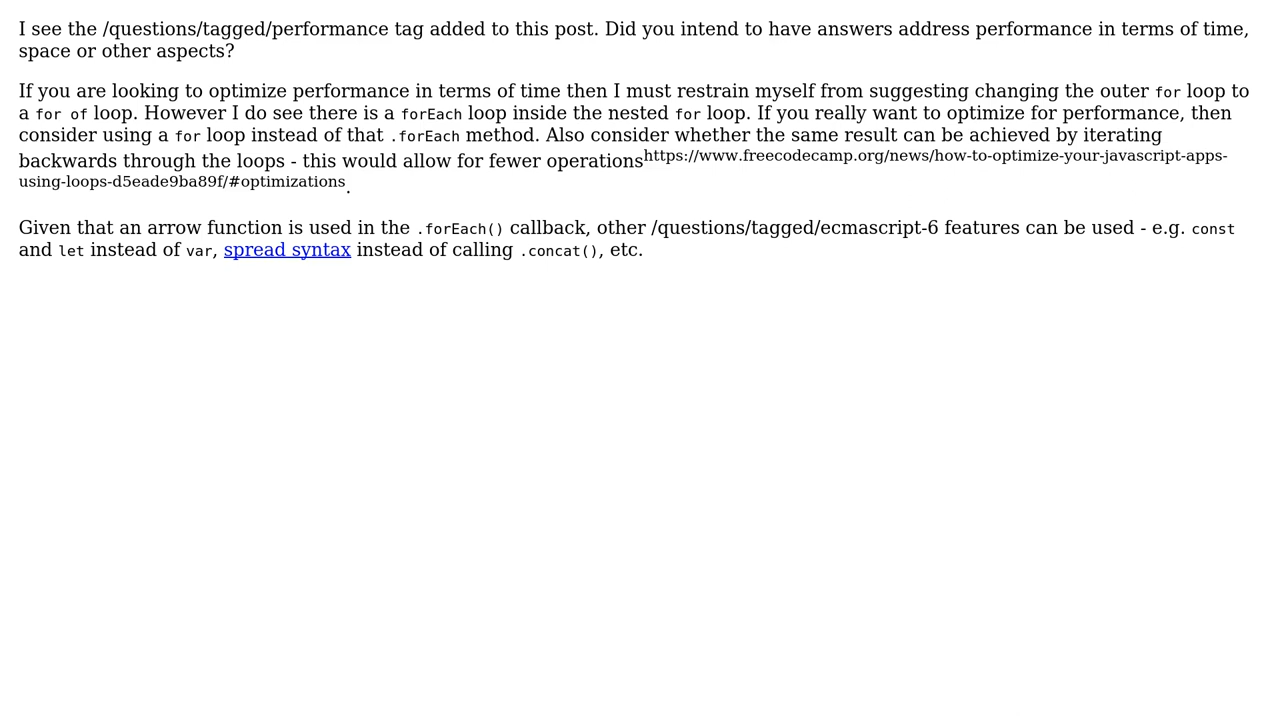 I see the /questions/tagged/performance tag added to this post. Did you intend to have answers address performance in terms of time,
space or other aspects?
If you are looking to optimize performance in terms of time then I must restrain myself from suggesting changing the outer for loop to
a for of loop. However I do see there is a forEach loop inside the nested for loop. If you really want to optimize for performance, then
consider using a for loop instead of that .forEach method. Also consider whether the same result can be achieved by iterating
backwards through the loops - this would allow for fewer operationshttps://www.freecodecamp.org/news/how-to-optimize-your-javascript-apps-
using-loops-d5eade9ba89f/#optimizations.
Given that an arrow function is used in the .forEach() callback, other /questions/tagged/ecmascript-6 features can be used - e.g. const
and let instead of var, spread syntax instead of calling .concat(), etc.